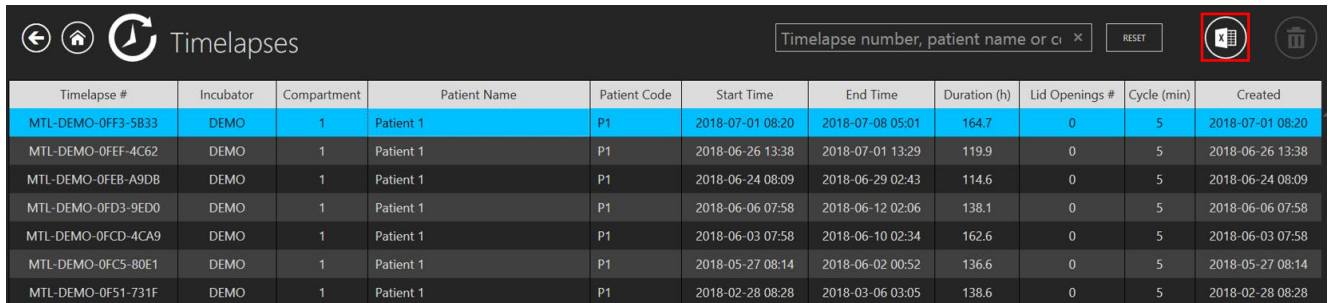 Timelapses
Timelapse number, patient name or co ×
RESET
Timelapse # Incubator Compartment Patient Name Patient Code Start Time End Time Duration (h) Lid Openings # Cycle (min) Created
MTL-DEMO-0FF3-5B33 DEMO 1 Patient 1 P1 2018-07-01 08:20 2018-07-08 05:01 164.7 0 5 2018-07-01 08:20
MTL-DEMO-0FEF-4C62 DEMO 1 Patient 1 P1 2018-06-26 13:38 2018-07-01 13:29 119.9 0 5 2018-06-26 13:38
MTL-DEMO-0FEB-A9DB DEMO 1 Patient 1 P1 2018-06-24 08:09 2018-06-29 02:43 114.6 0 5 2018-06-24 08:09
MTL-DEMO-0FD3-9ED0 DEMO 1 Patient 1 P1 2018-06-06 07:58 2018-06-12 02:06 138.1 0 5 2018-06-06 07:58
MTL-DEMO-0FCD-4CA9 DEMO 1 Patient 1 P1 2018-06-03 07:58 2018-06-10 02:34 162.6 0 5 2018-06-03 07:58
MTL-DEMO-0FC5-80E1 DEMO 1 Patient 1 P1 2018-05-27 08:14 2018-06-02 00:52 136.6 0 5 2018-05-27 08:14
MTL-DEMO-0F51-731F DEMO 1 Patient 1 P1 2018-02-28 08:28 2018-03-06 03:05 138.6 0 5 2018-02-28 08:28